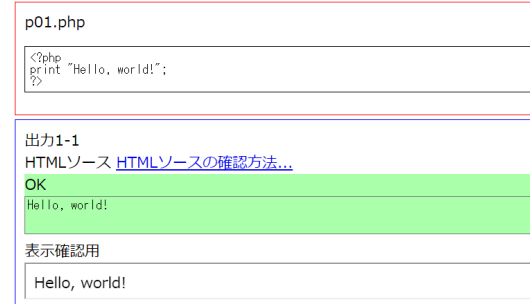 p01.php
<?php
print "Hello, world!";
?>
出力1-1
HTMLソース HTMLソースの確認方法...
OK
Hello, world!
表示確認用
Hello, world!